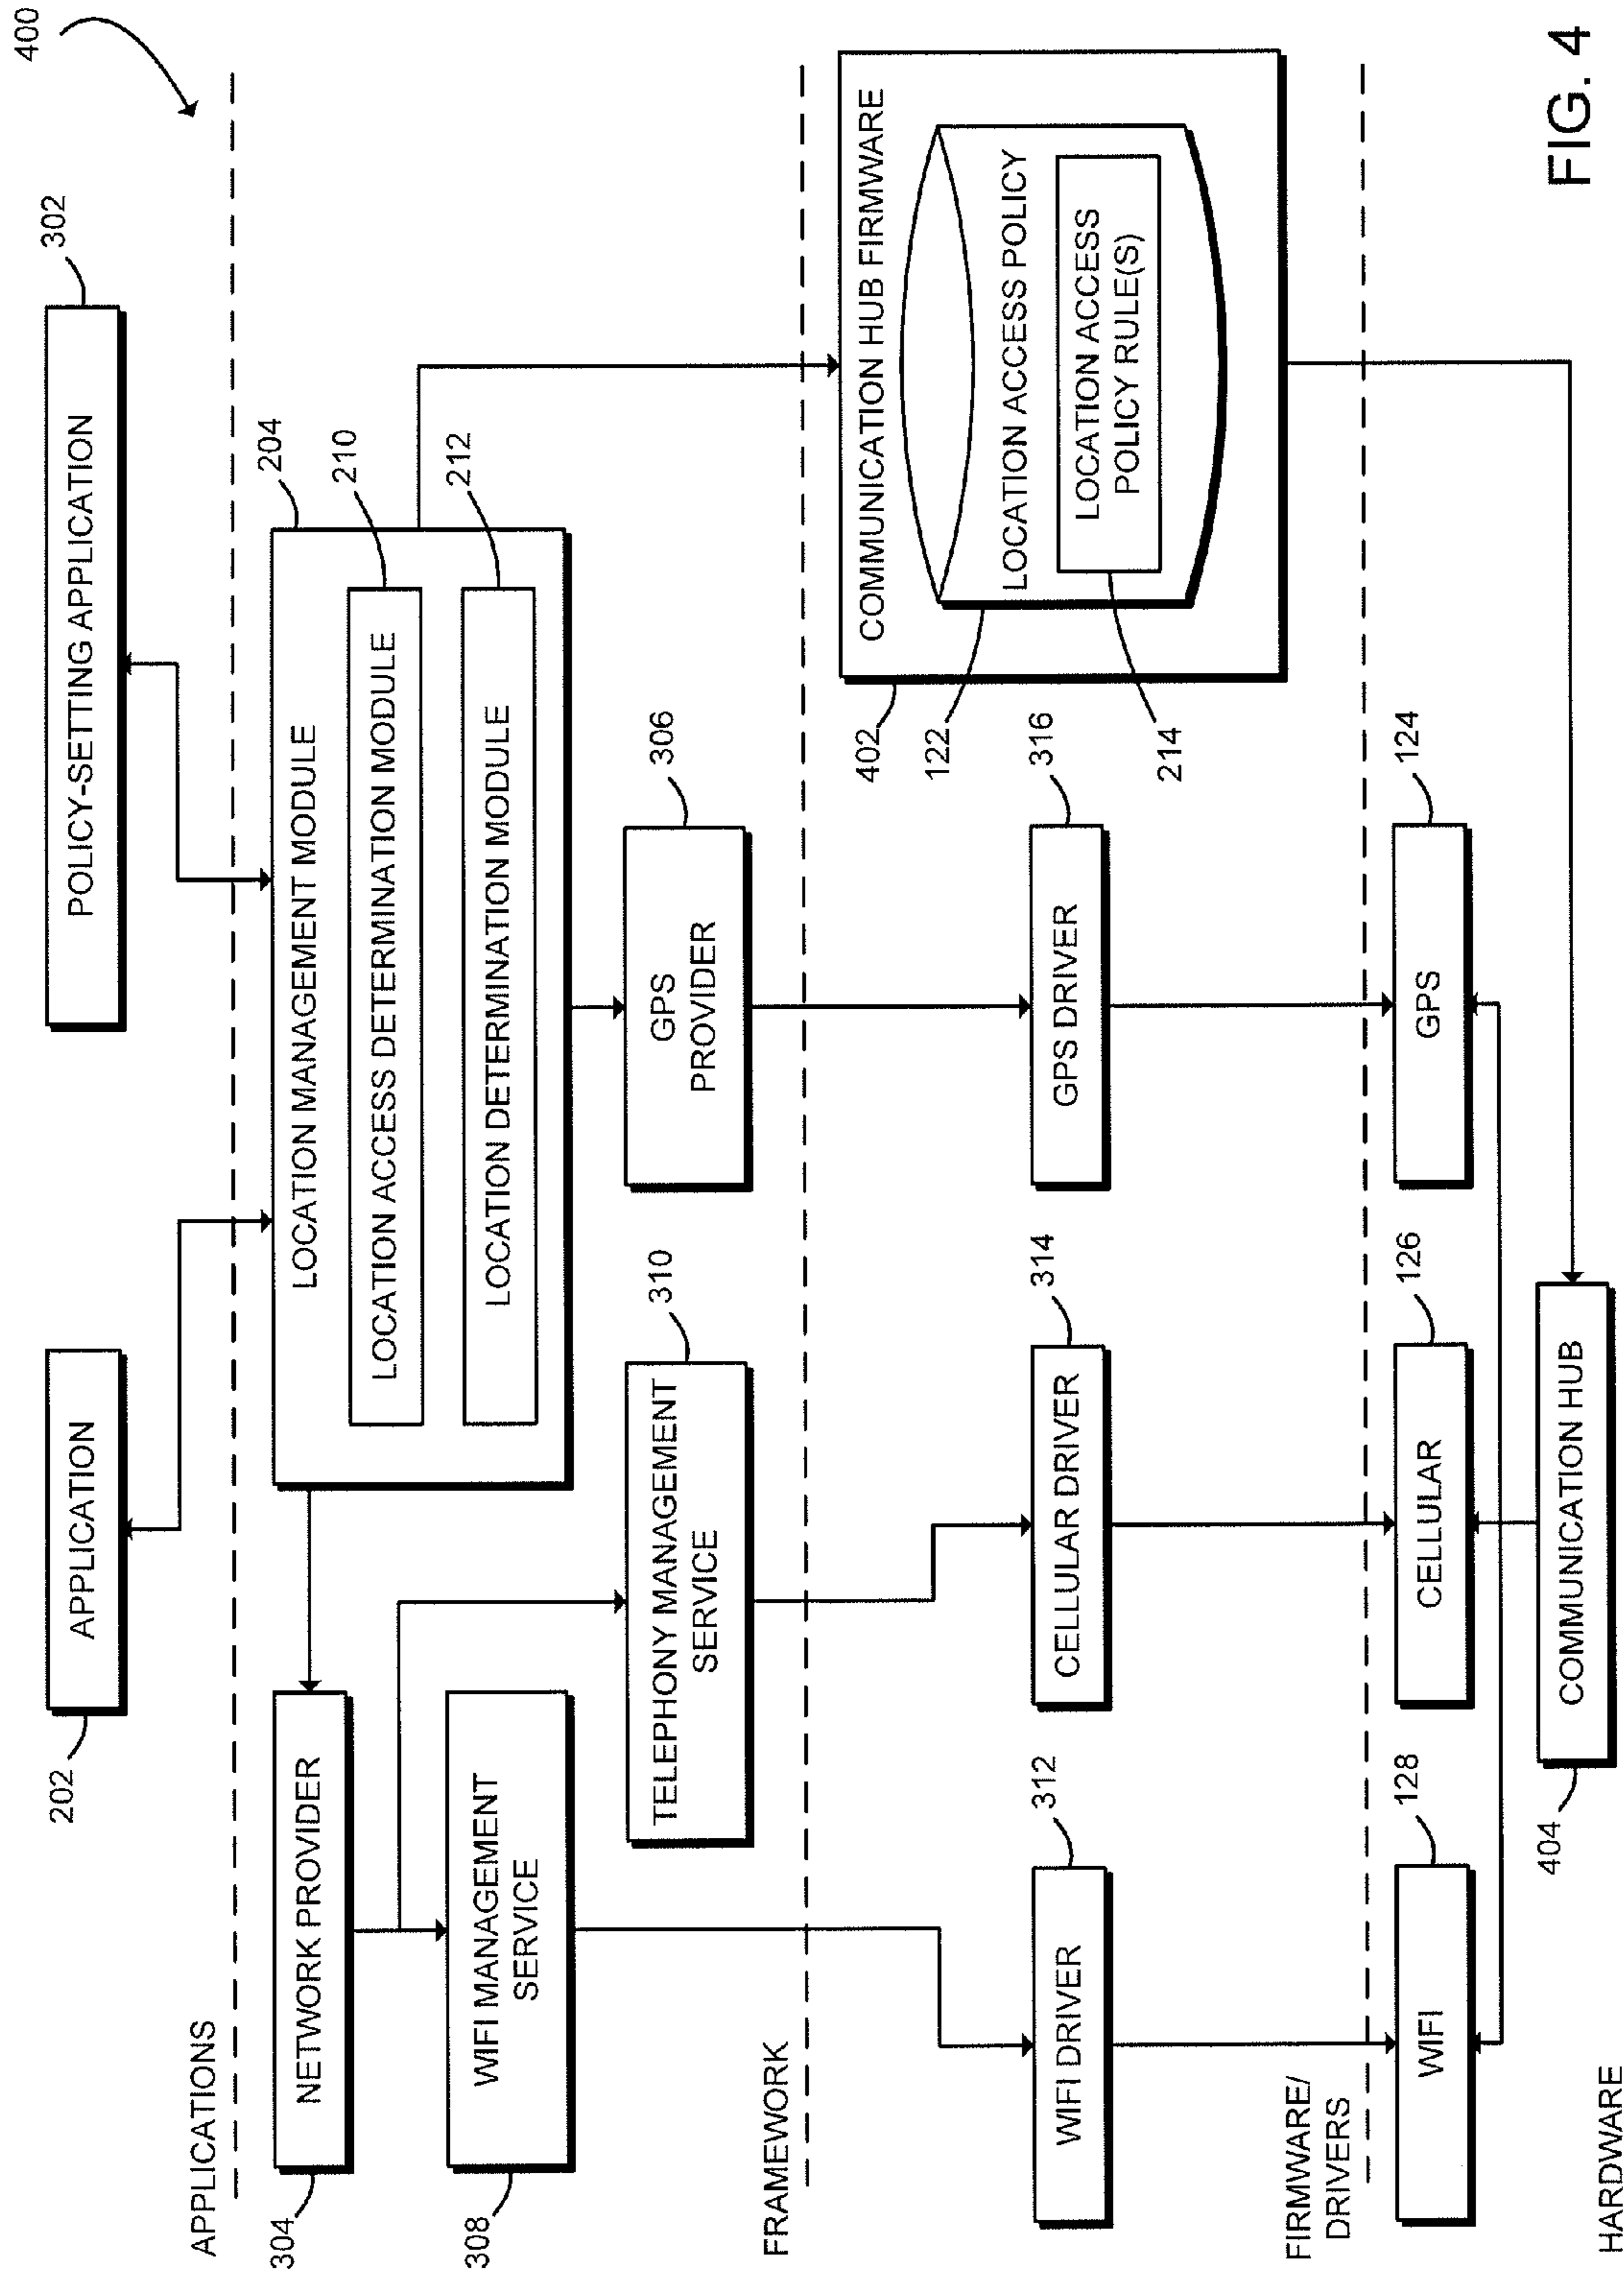 400
202
APPLICATION
302
POLICY-SETTING APPLICATION
APPLICATIONS
304
NETWORK PROVIDER
204
LOCATION MANAGEMENT MODULE
210
LOCATION ACCESS DETERMINATION MODULE
212
LOCATION DETERMINATION MODULE
308
WIFI MANAGEMENT
SERVICE
310
TELEPHONY MANAGEMENT
SERVICE
306
GPS
PROVIDER
FRAMEWORK
312
WIFI DRIVER
314
CELLULAR DRIVER
316
GPS DRIVER
402
COMMUNICATION HUB FIRMWARE
122
LOCATION ACCESS POLICY
214
LOCATION ACCESS
POLICY RULE(S)
FIRMWARE/
DRIVERS
128
WIFI
126
CELLULAR
124
GPS
404
COMMUNICATION HUB
HARDWARE
FIG. 4